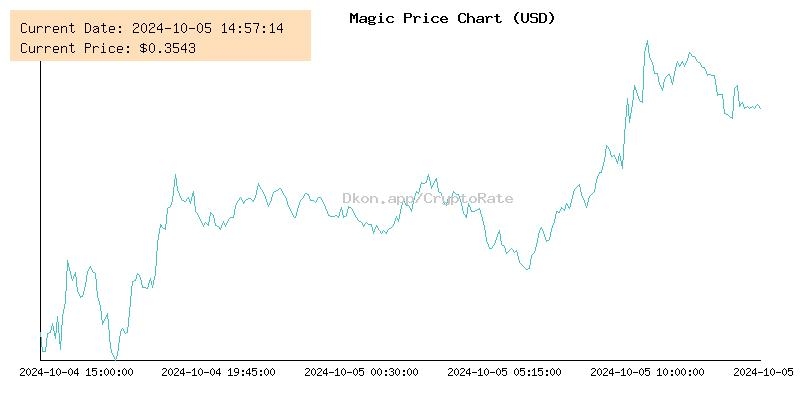 Magic Price Chart (USD)
Current Date: 2024-10-05 14:57:14
Current Price: $0.3543
Dkon.app/CryptoRate
2024-10-04 15:00:00
2024-10-04 19:45:00
2024-10-05 00:30:00
2024-10-05 05:15:00
2024-10-05 10:00:00
2024-10-05